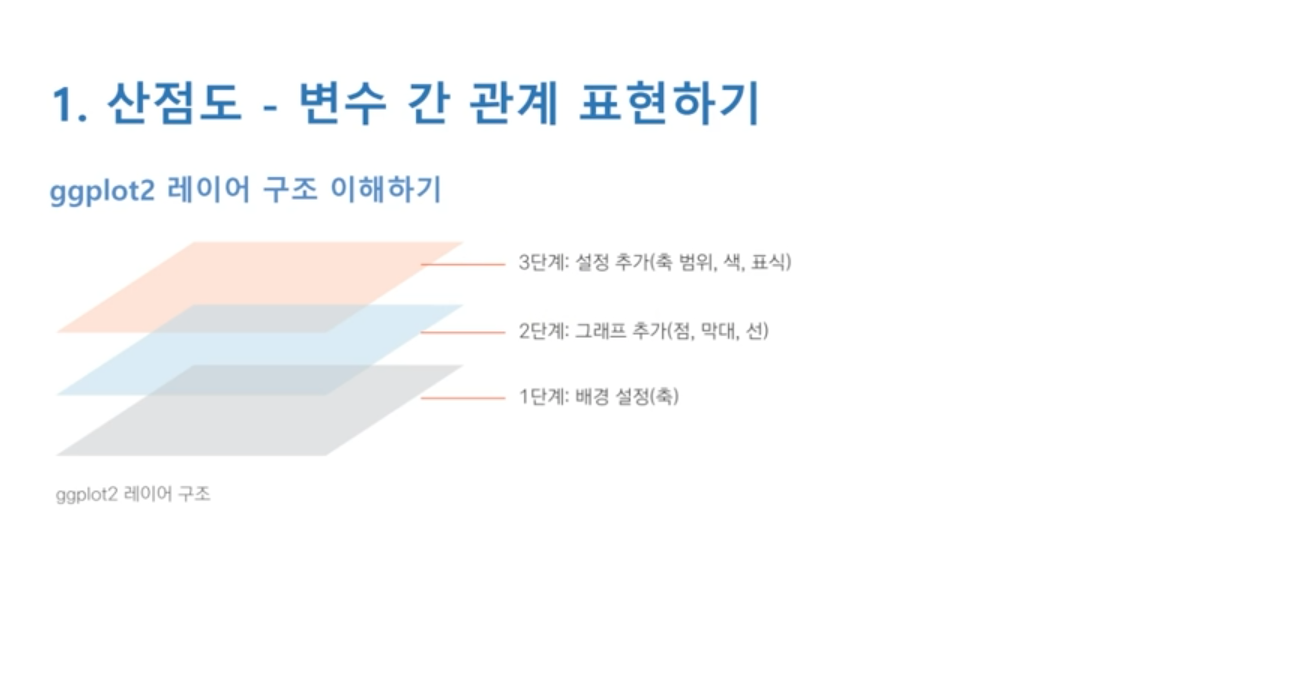 1. 산점도 - 변수 간 관계 표현하기
ggplot2 레이어 구조 이해하기
3단계: 설정 추가(축 범위, 색, 표식)
2단계: 그래프 추가(점, 막대, 선)
1단계: 배경 설정(축)
ggplot2 레이어 구조